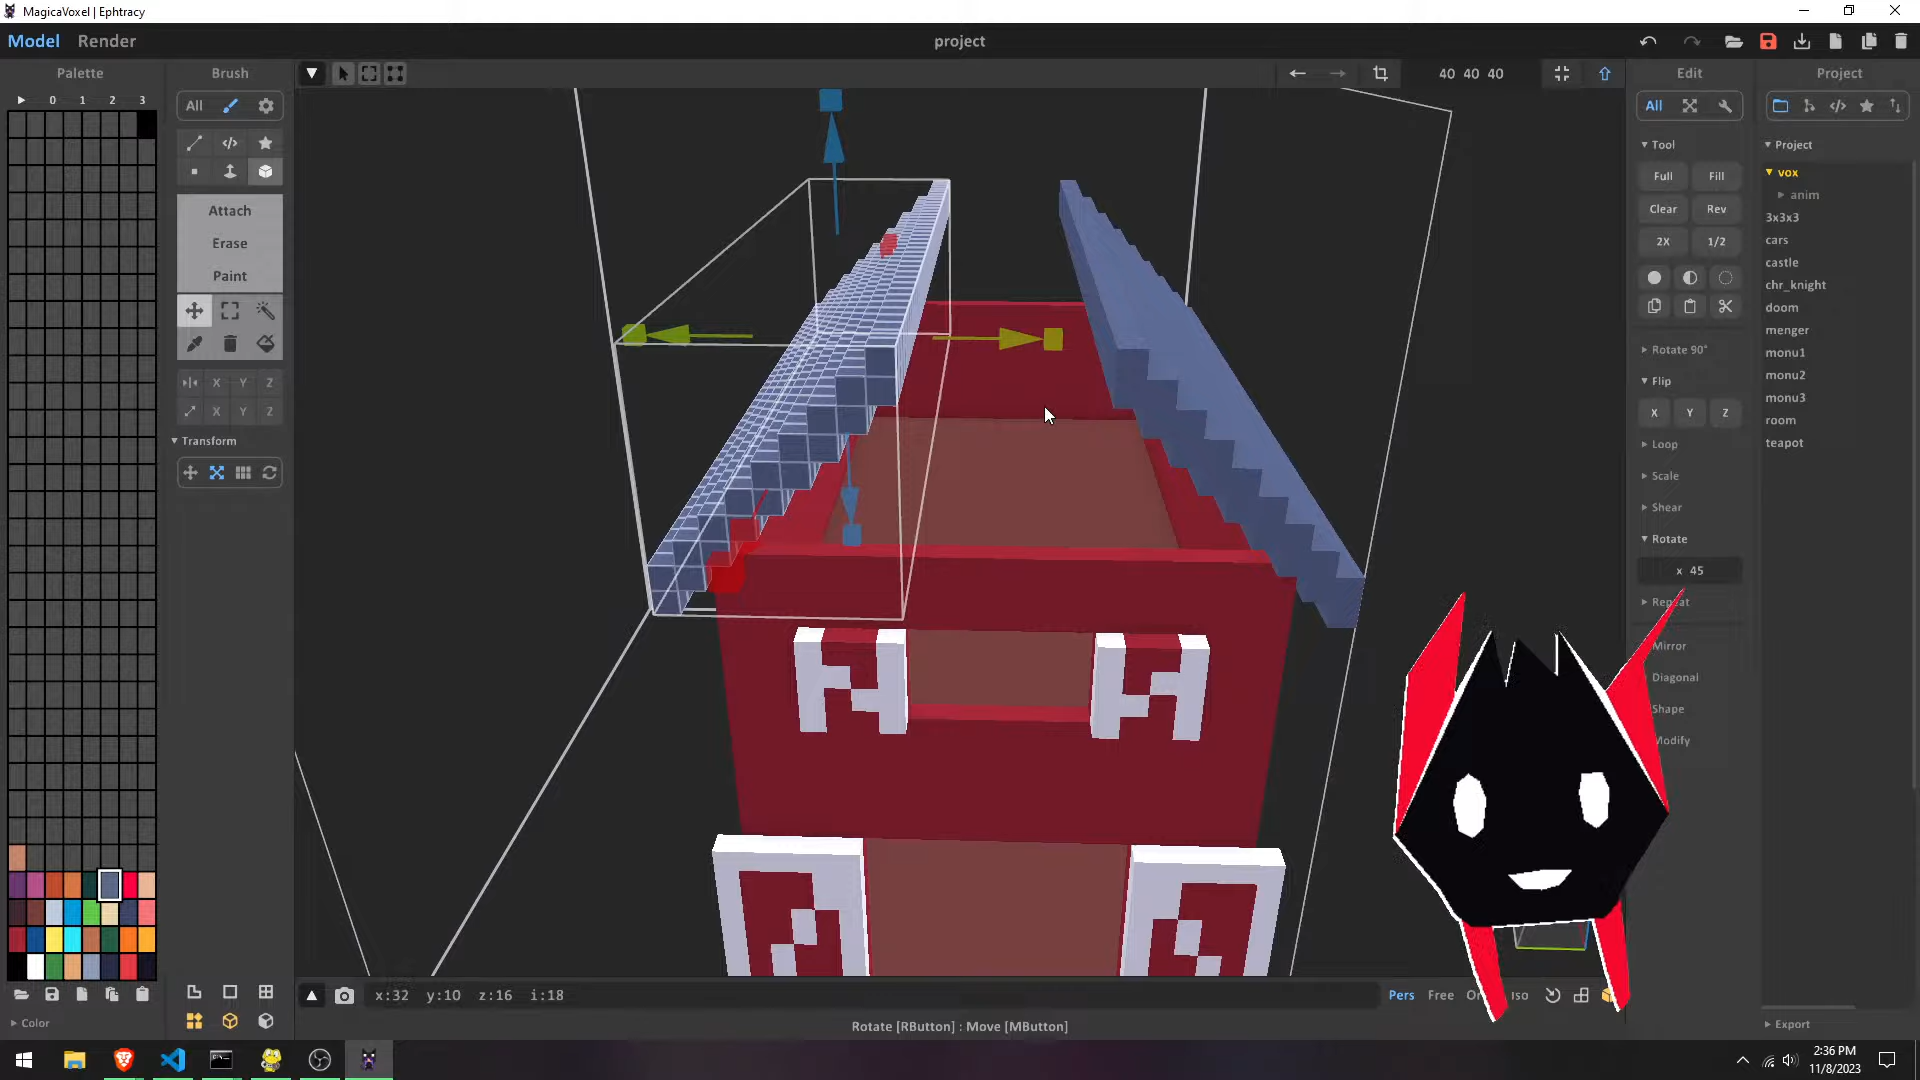 MagicaVoxel | Ephtracy
Model Render
project
Palette
Brush
40 40 40
Edit
Project
0 1 2 3
All
All
Tool
Project
Full Fill
vox
anim
Clear Rev
3x3x3
Attach
2X 1/2
cars
Erase
castle
Paint
chr_knight
doom
menger
Rotate 90°
monu1
X Y Z
Flip
monu2
X Y Z
X Y Z
monu3
Transform
Loop
room
Scale
teapot
Shear
Rotate
x 45
Mirror
Diagonal
Shape
Modify
x:32 y:10 z:16 i:18
Pers Free
Color
Rotate [RButton] : Move [MButton]
Export
2:36 PM
11/8/2023